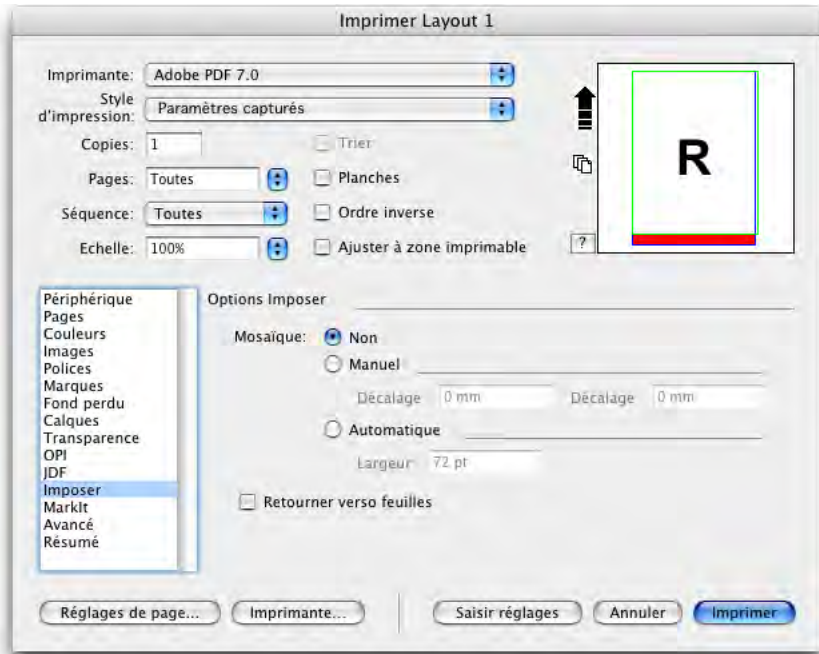 Imprimer Layout 1
Imprimante: Adobe PDF 7.0
Style d'impression: Paramètres capturés
Copies: 1 Trier
Pages: Toutes Planches
Séquence: Toutes Ordre inverse
Echelle: 100% Ajuster à zone imprimable
?
R
Périphérique
Pages
Couleurs
Images
Polices
Marques
Fond perdu
Calques
Transparence
OPI
JDF
Imposer
MarkIt
Avancé
Résumé
Options Imposer
Mosaïque: Non
Manuel
Décalage 0 mm Décalage 0 mm
Automatique
Largeur 72 pt
Retourner verso feuilles
Réglages de page... Imprimante... Saisir réglages Annuler Imprimer